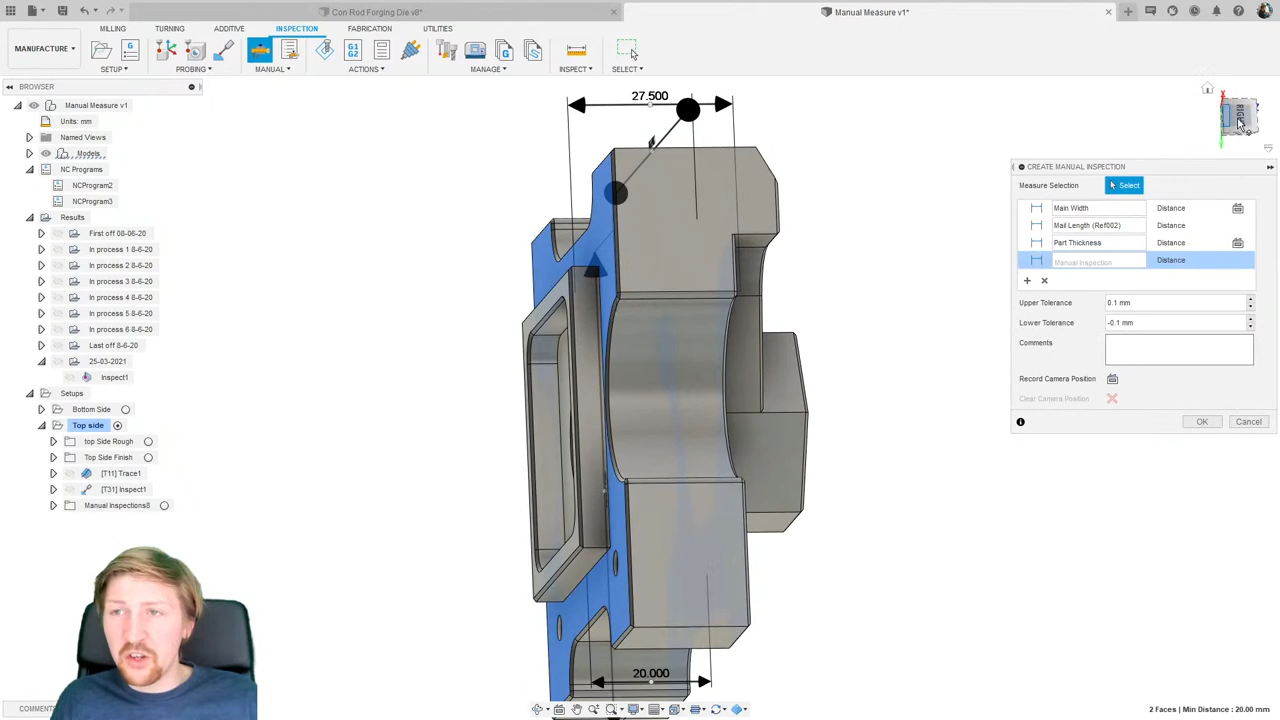 Con Rod Forging Die v8*
Manual Measure v1*
MANUFACTURE
MILLING
TURNING
ADDITIVE
INSPECTION
FABRICATION
UTILITIES
G1
G2
SETUP
PROBING
MANUAL
ACTIONS
MANAGE
INSPECT
SELECT
BROWSER
Manual Measure v1
Units: mm
Named Views
Models
NC Programs
NCProgram2
NCProgram3
Results
First off 08-06-20
In process 1 8-6-20
In process 2 8-6-20
In process 3 8-6-20
In process 4 8-6-20
In process 5 8-6-20
In process 6 8-6-20
Last off 8-6-20
25-03-2021
Inspect1
Setups
Bottom Side
Top side
top Side Rough
Top Side Finish
[T11] Trace1
[T31] Inspect1
Manual Inspections8
27.500
20.000
RIGHT
CREATE MANUAL INSPECTION
Measure Selection Select
Main Width Distance
Mail Length (Ref002) Distance
Part Thickness Distance
Manual Inspection Distance
Upper Tolerance 0.1 mm
Lower Tolerance -0.1 mm
Comments
Record Camera Position
Clear Camera Position
OK Cancel
COMMENTS
2 Faces | Min Distance : 20.00 mm